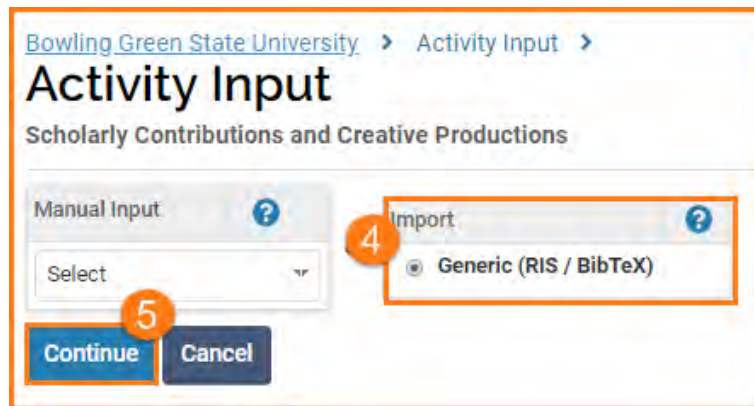 Bowling Green State University > Activity Input >
Activity Input
Scholarly Contributions and Creative Productions
Manual Input ?
Select
4 Import ?
Generic (RIS / BibTeX)
5
Continue Cancel